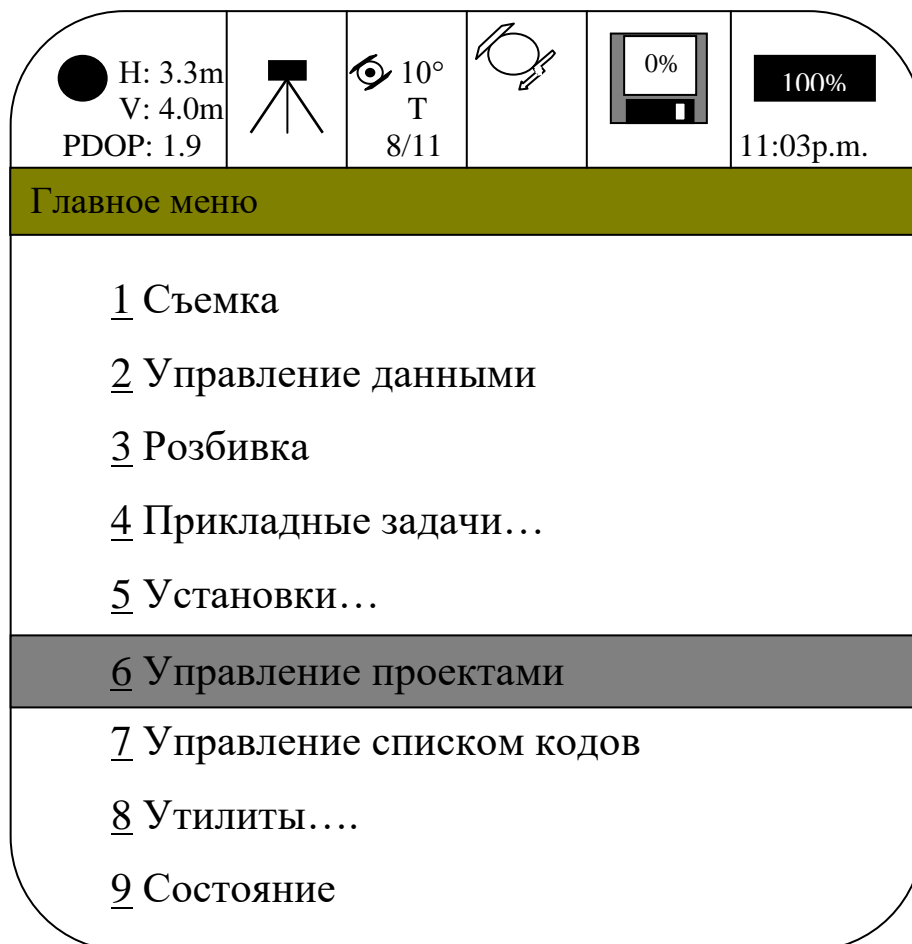 H: 3.3m
V: 4.0m
PDOP: 1.9
10°
T
8/11
0%
100%
11:03p.m.
Главное меню
1 Съемка
2 Управление данными
3 Розбивка
4 Прикладные задачи…
5 Установки…
6 Управление проектами
7 Управление списком кодов
8 Утилиты….
9 Состояние